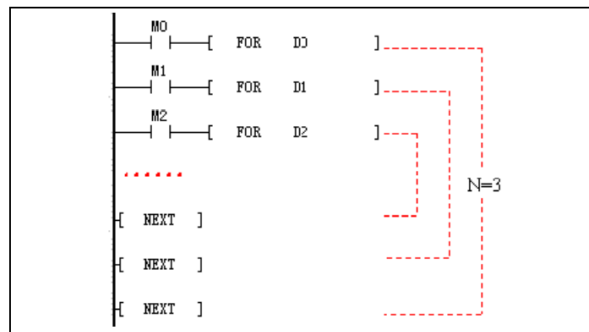 M0
[ FOR D0 ]
M1
[ FOR D1 ]
M2
[ FOR D2 ]
......
N=3
[ NEXT ]
[ NEXT ]
[ NEXT ]